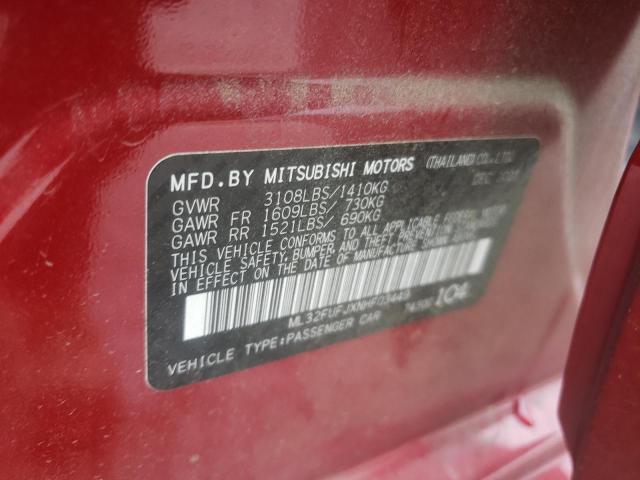 MFD.BY MITSUBISHI MOTORS (THAILAND) CO., LTD.
GVWR 3108LBS/1410KG DEC
GAWR FR 1609LBS/ 730KG
GAWR RR 1521LBS/ 690KG
THIS VEHICLE CONFORMS TO ALL APPLICABLE FEDERAL MOTOR
VEHICLE SAFETY, BUMPER, AND THEFT PREVENTION STANDARDS
IN EFFECT ON THE DATE OF MANUFACTURE SHOWN ABOVE.
VEHICLE TYPE:PASSENGER CAR